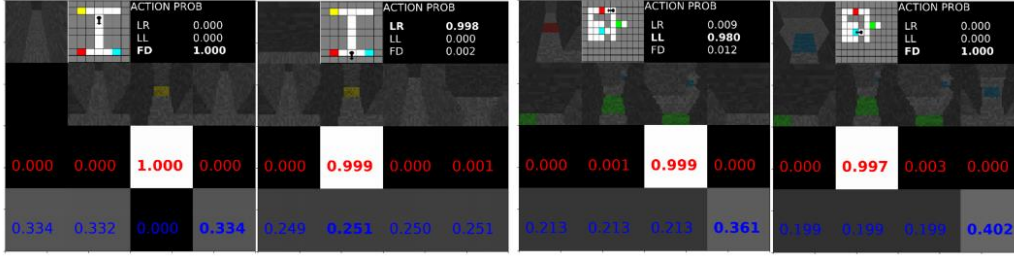 ACTION PROB
LR 0.000
LL 0.000
FD 1.000
0.000 0.000 1.000 0.000
0.334 0.332 0.000 0.334
ACTION PROB
LR 0.998
LL 0.000
FD 0.002
0.000 0.999 0.000 0.001
0.249 0.251 0.250 0.251
ACTION PROB
LR 0.009
LL 0.980
FD 0.012
0.000 0.001 0.999 0.000
0.213 0.213 0.213 0.361
ACTION PROB
LR 0.000
LL 0.000
FD 1.000
0.000 0.997 0.003 0.000
0.199 0.199 0.199 0.402